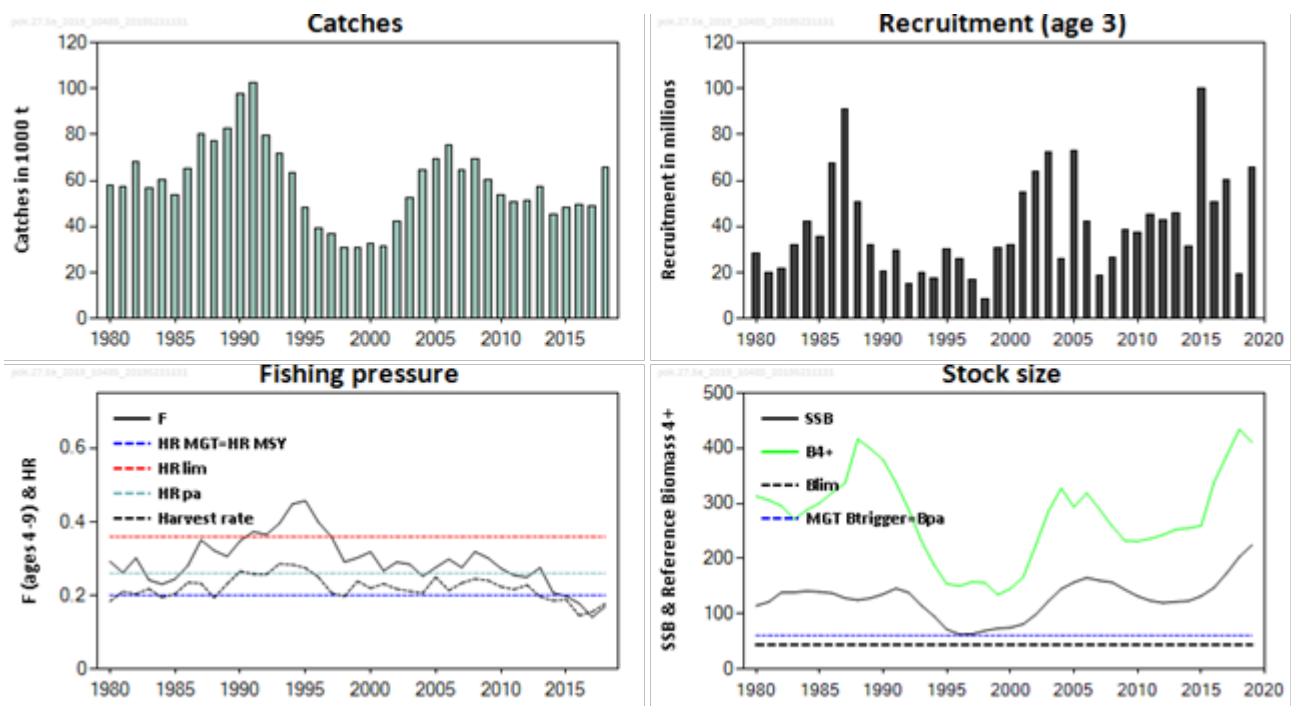 Catches
Catches in 1000 t
120
100
80
60
40
20
0
1980 1985 1990 1995 2000 2005 2010 2015
Recruitment (age 3)
Recruitment in millions
120
100
80
60
40
20
0
1980 1985 1990 1995 2000 2005 2010 2015 2020
Fishing pressure
F (ages 4-9) & HR
0.6
0.4
0.2
0
F
HR MGT=HR MSY
HR lim
HR pa
Harvest rate
1980 1985 1990 1995 2000 2005 2010 2015
Stock size
SSB & Reference Biomass 4+
500
400
300
200
100
0
SSB
B4+
Blim
MGT Btrigger=Bpa
1980 1985 1990 1995 2000 2005 2010 2015 2020